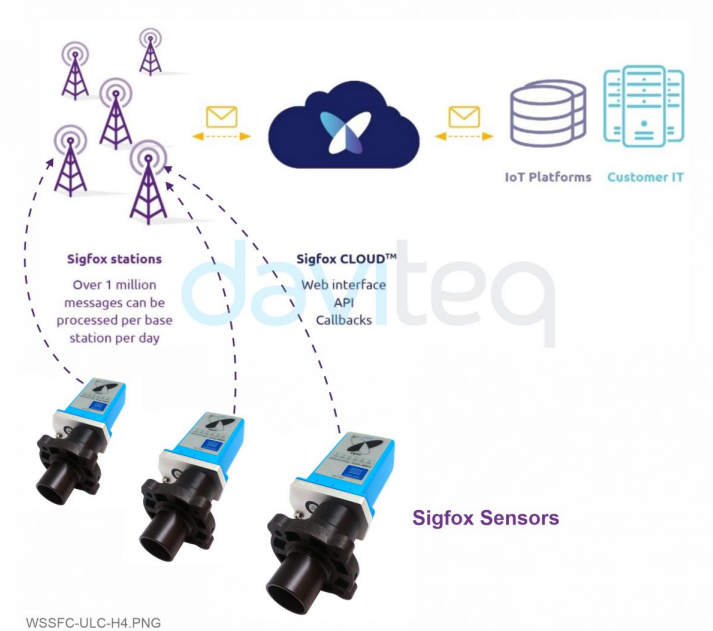 IoT Platforms Customer IT
Sigfox stations
Over 1 million
messages can be
processed per base
station per day
Sigfox CLOUD™
Web interface
API
Callbacks
daviteq
Sigfox Sensors
WSSFC-ULC-H4.PNG